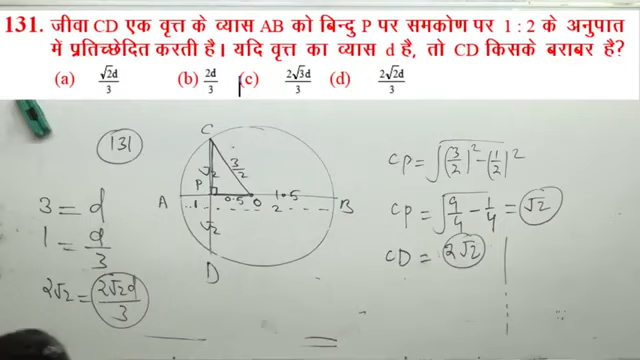 131. जीवा CD एक वृत्त के व्यास AB को बिन्दु P पर समकोण पर 1 : 2 के अनुपात
में प्रतिच्छेदित करती है। यदि वृत्त का व्यास d है, तो CD किसके बराबर है?
(a) √2d/3 (b) 2d/3 (c) 2√3d/3 (d) 2√2d/3
131
C
√2 3/2
P
A 1 0.5 O 1.5 B
2
√2
D
3 = d
1 = d/3
2√2 = 2√2d/3
CP = √(3/2)² - (1/2)²
CP = √9/4 - 1/4 = √2
CD = 2√2